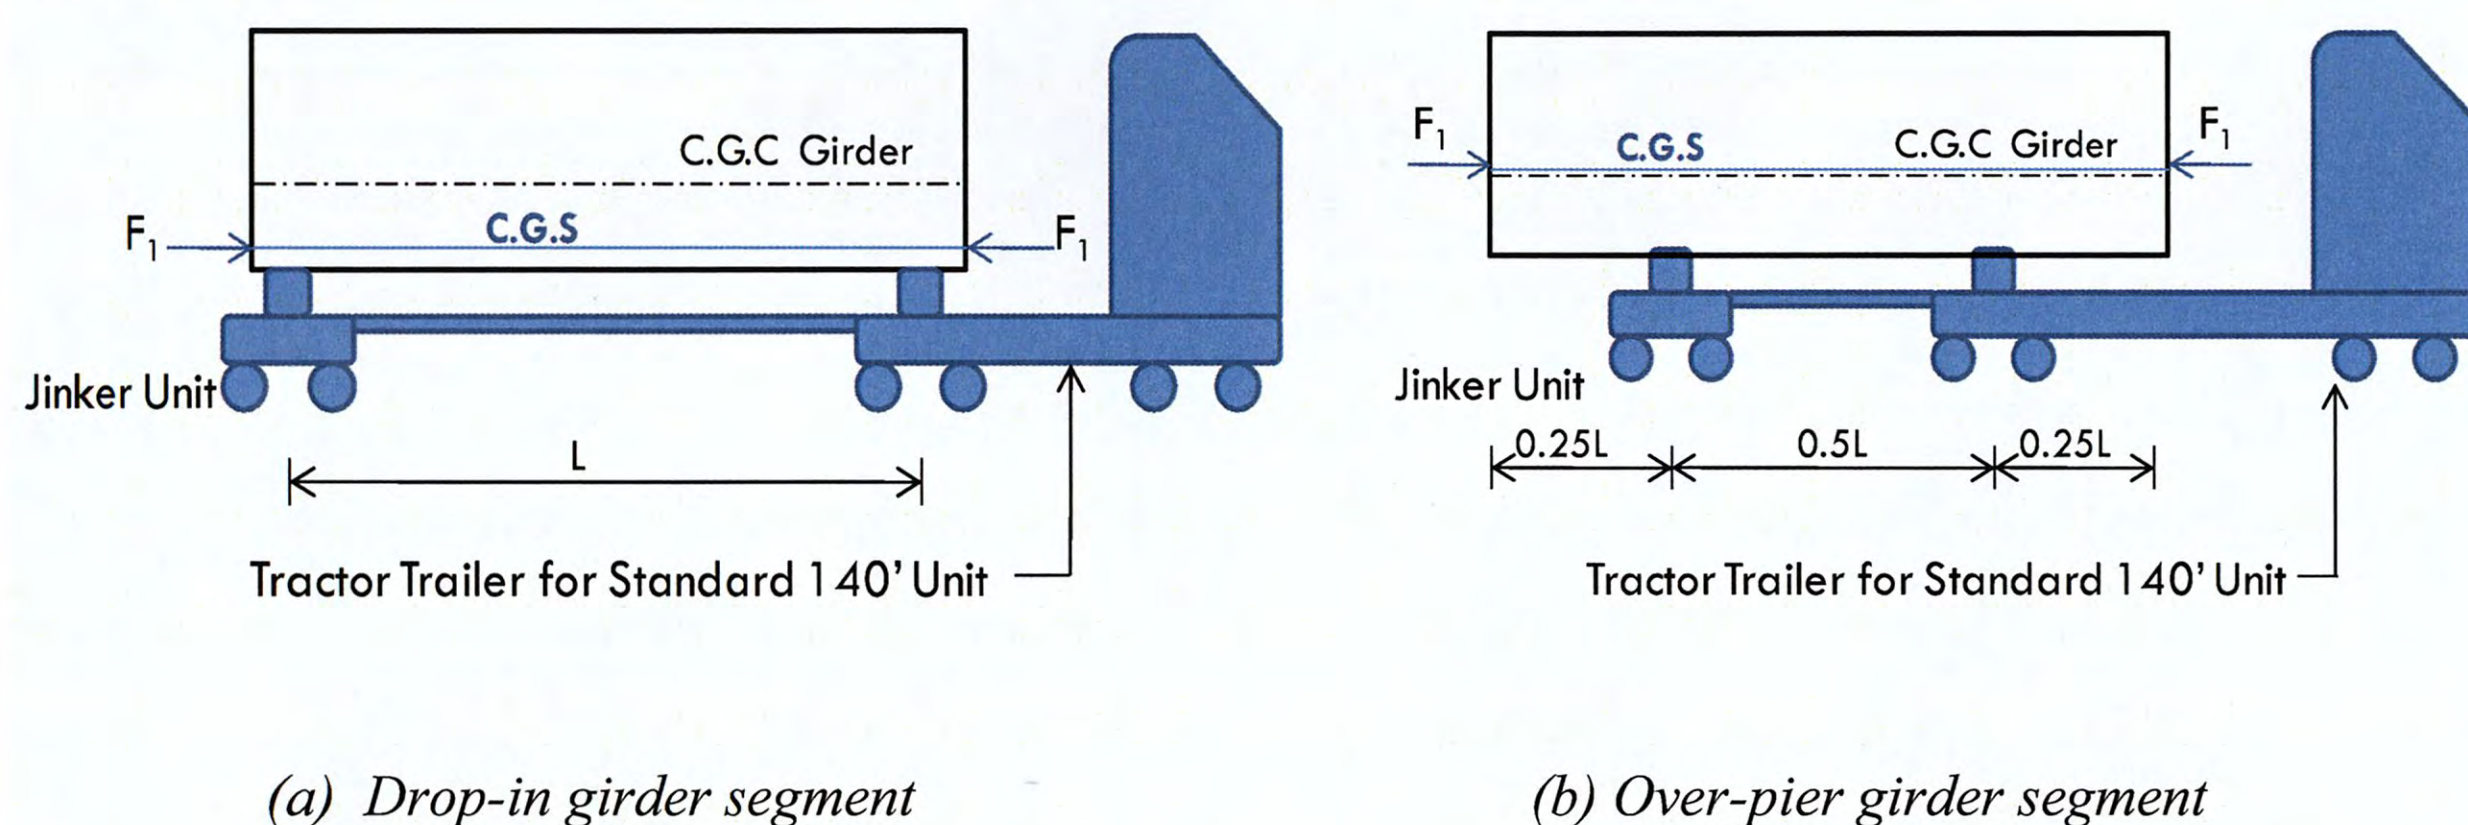 C.G.C Girder
C.G.S
F₁
F₁
Jinker Unit
L
Tractor Trailer for Standard 140' Unit
(a) Drop-in girder segment
F₁
C.G.S
C.G.C Girder
F₁
Jinker Unit
0.25L
0.5L
0.25L
Tractor Trailer for Standard 140' Unit
(b) Over-pier girder segment